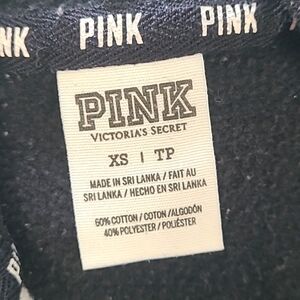 NK PINK PINK
PINK
VICTORIA'S SECRET
XS | TP
MADE IN SRI LANKA / FAIT AU
SRI LANKA / HECHO EN SRI LANKA
60% COTTON / COTON / ALGODÓN
40% POLYESTER / POLIÉSTER
PINK